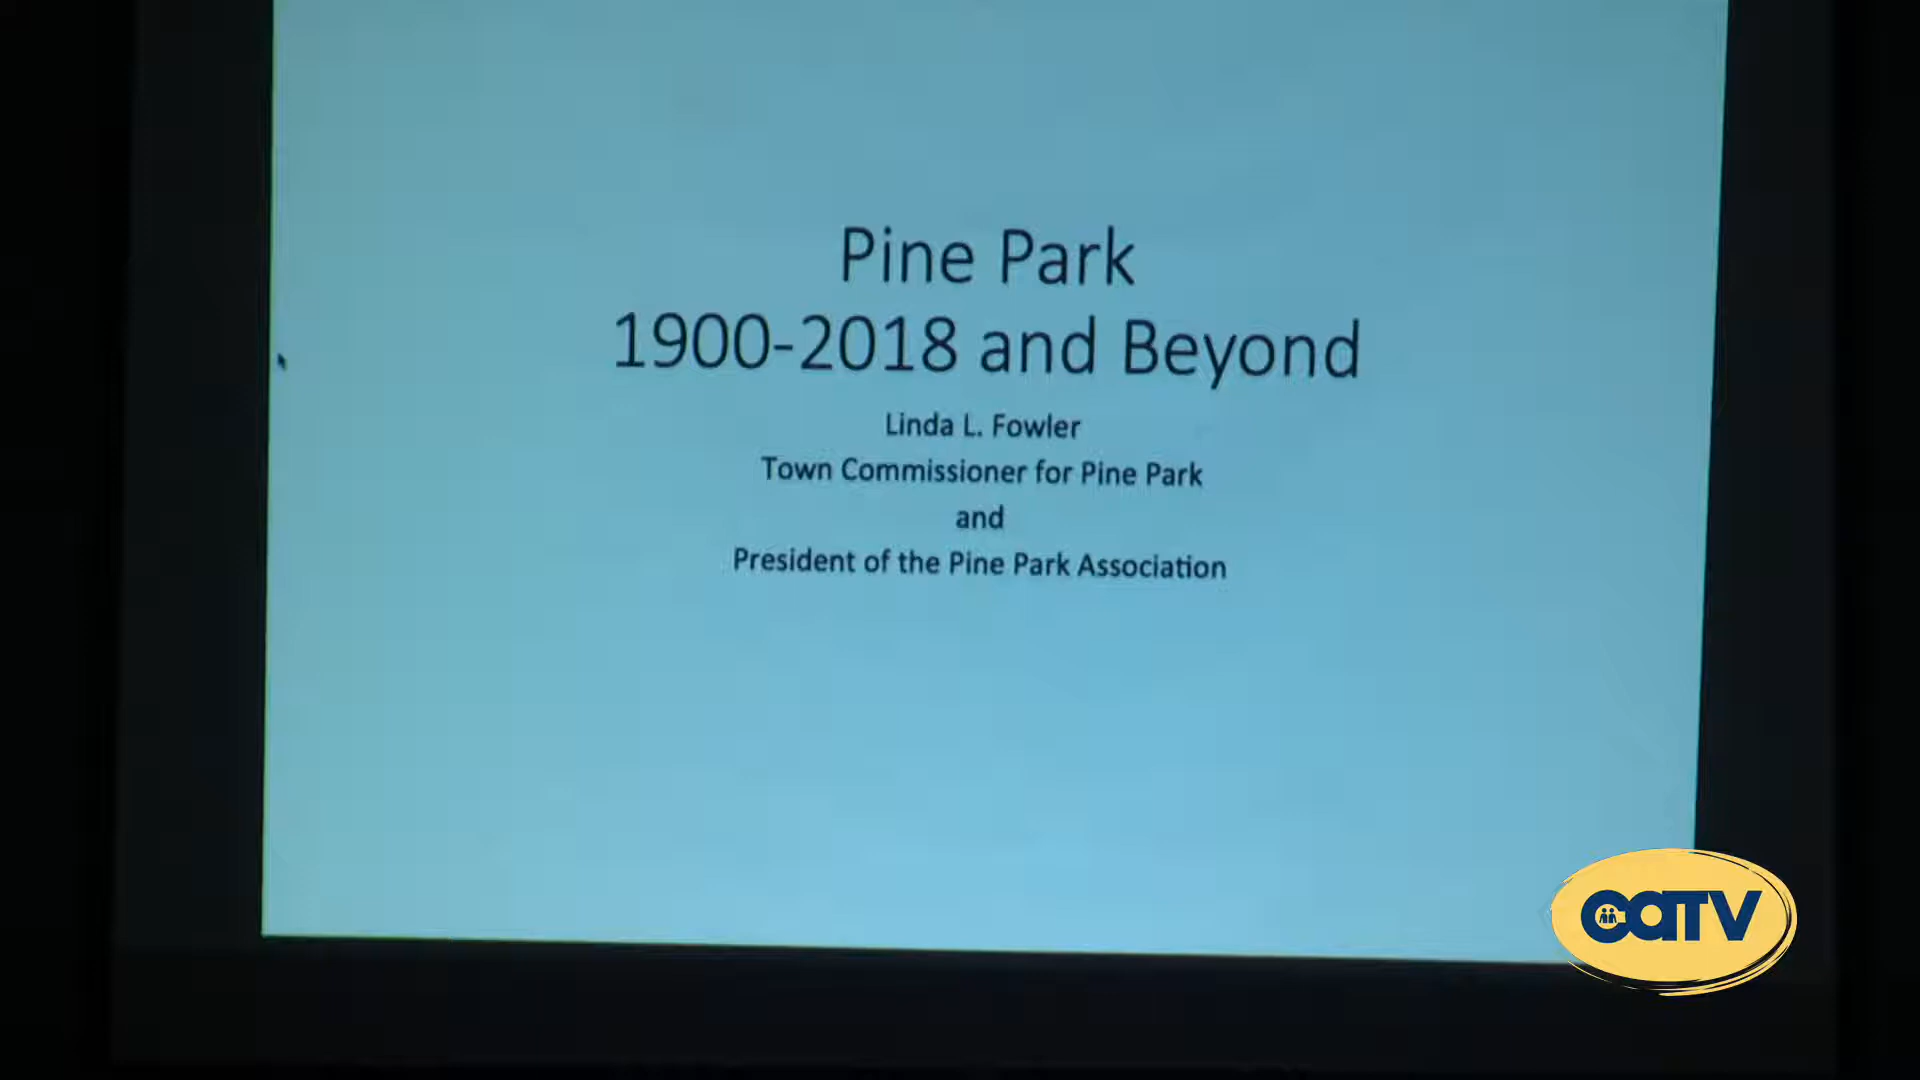 Pine Park
1900-2018 and Beyond
Linda L. Fowler
Town Commissioner for Pine Park
and
President of the Pine Park Association
CATV